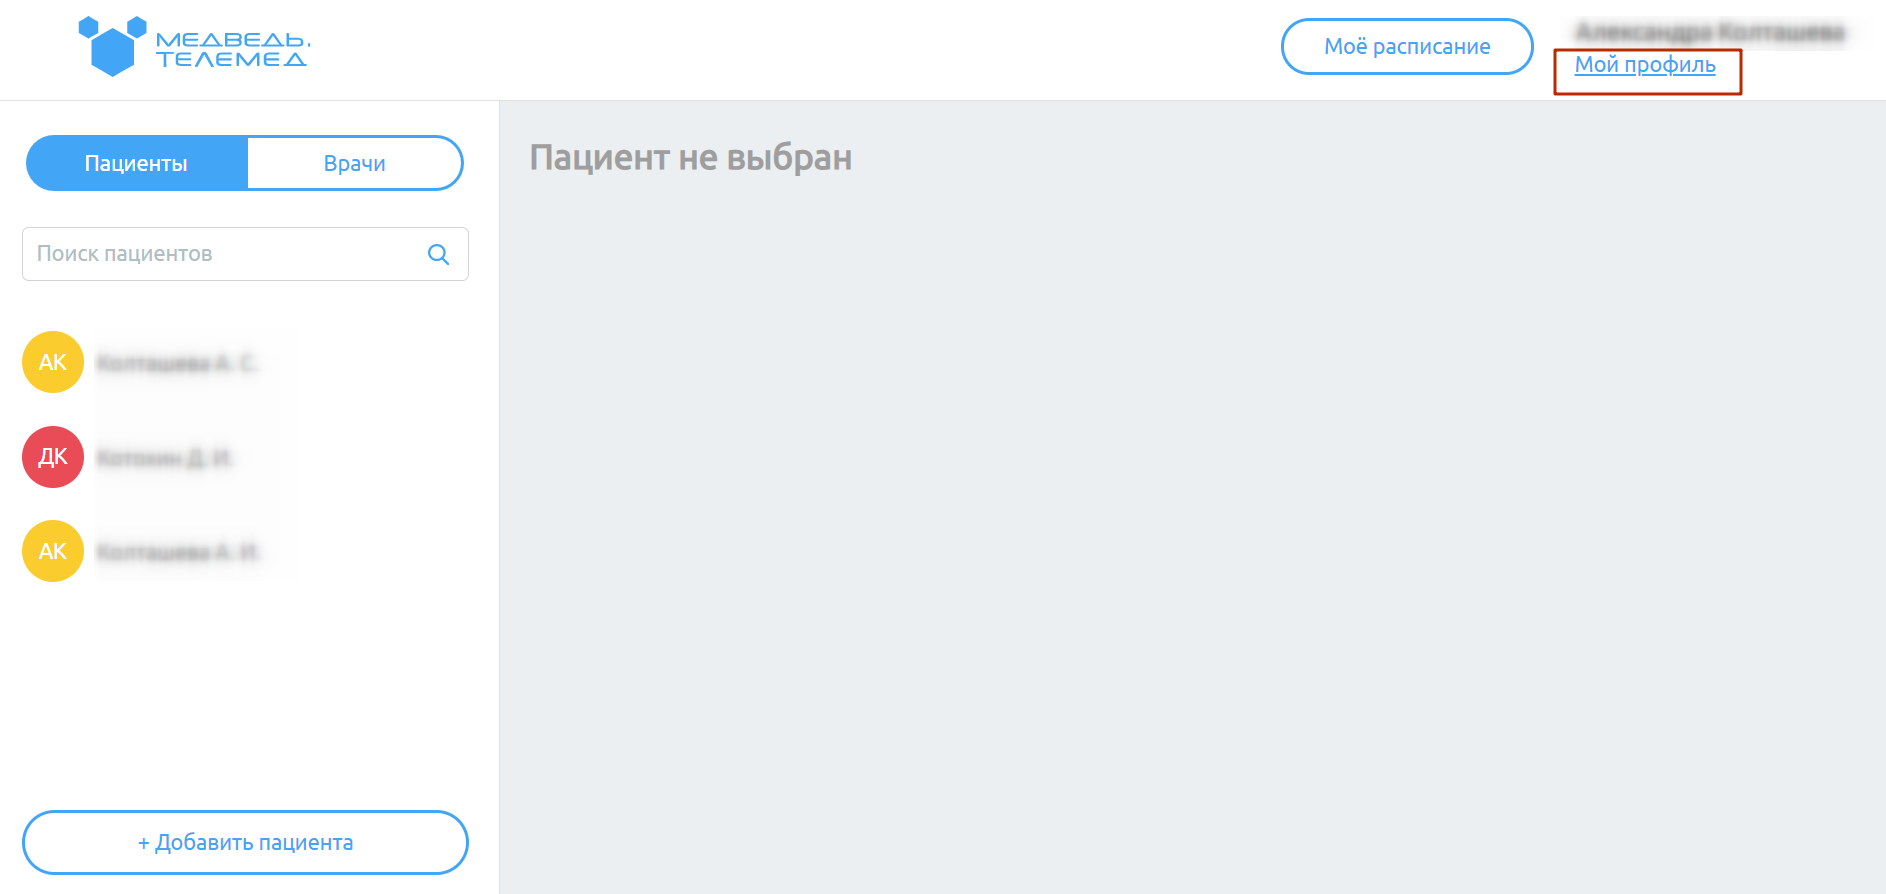 МЕДВЕДЬ.
ТЕЛЕМЕД
Моё расписание
Мой профиль
Пациенты
Врачи
Пациент не выбран
Поиск пациентов
АК
ДК
АК
+ Добавить пациента